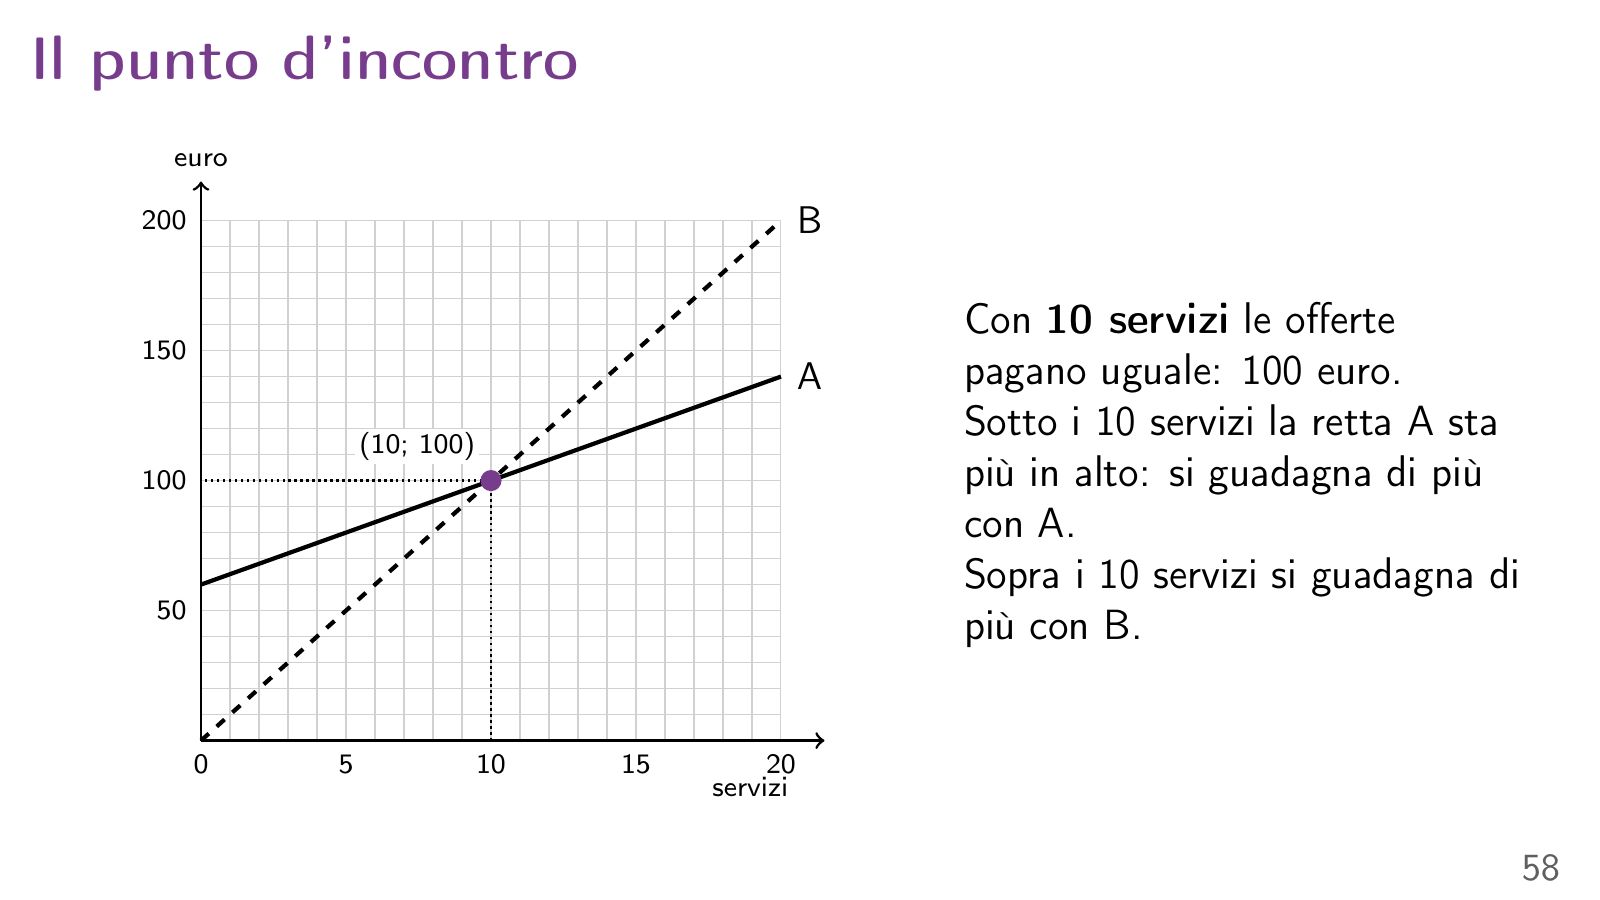 Il punto d'incontro
euro
200
150
100
50
B
A
(10; 100)
0 5 10 15 20
servizi
Con 10 servizi le offerte
pagano uguale: 100 euro.
Sotto i 10 servizi la retta A sta
più in alto: si guadagna di più
con A.
Sopra i 10 servizi si guadagna di
più con B.
58